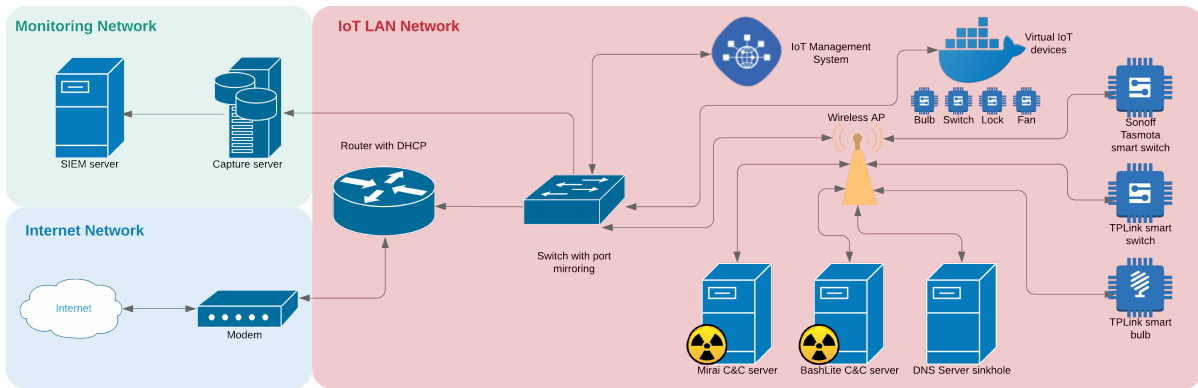 Monitoring Network
IoT LAN Network
IoT Management
System
Virtual IoT
devices
Bulb
Switch
Lock
Fan
Wireless AP
Sonoff
Tasmota
smart switch
SIEM server
Capture server
Router with DHCP
Internet Network
Switch with port
mirroring
TPLink smart
switch
Internet
Modem
TPLink smart
bulb
Mirai C&C server
BashLite C&C server
DNS Server sinkhole